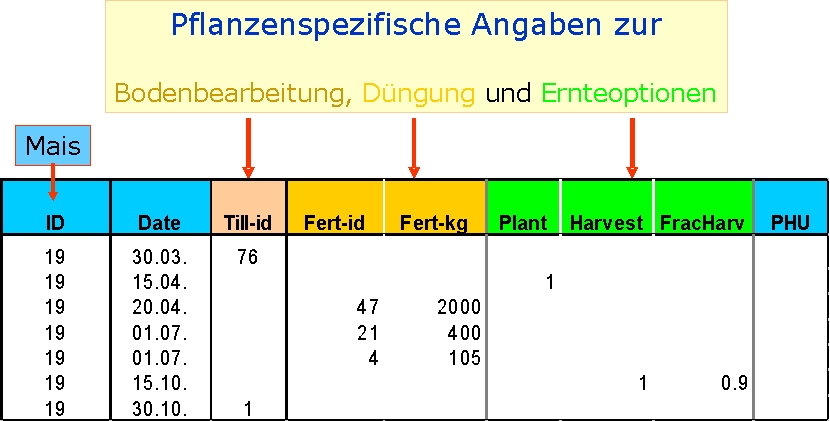 Pflanzenspezifische Angaben zur
Bodenbearbeitung, Düngung und Ernteoptionen
Mais
ID Date Till-id Fert-id Fert-kg Plant Harvest FracHarv PHU
19 30.03. 76
19 15.04. 1
19 20.04. 47 2000
19 01.07. 21 400
19 01.07. 4 105
19 15.10. 1 0.9
19 30.10. 1